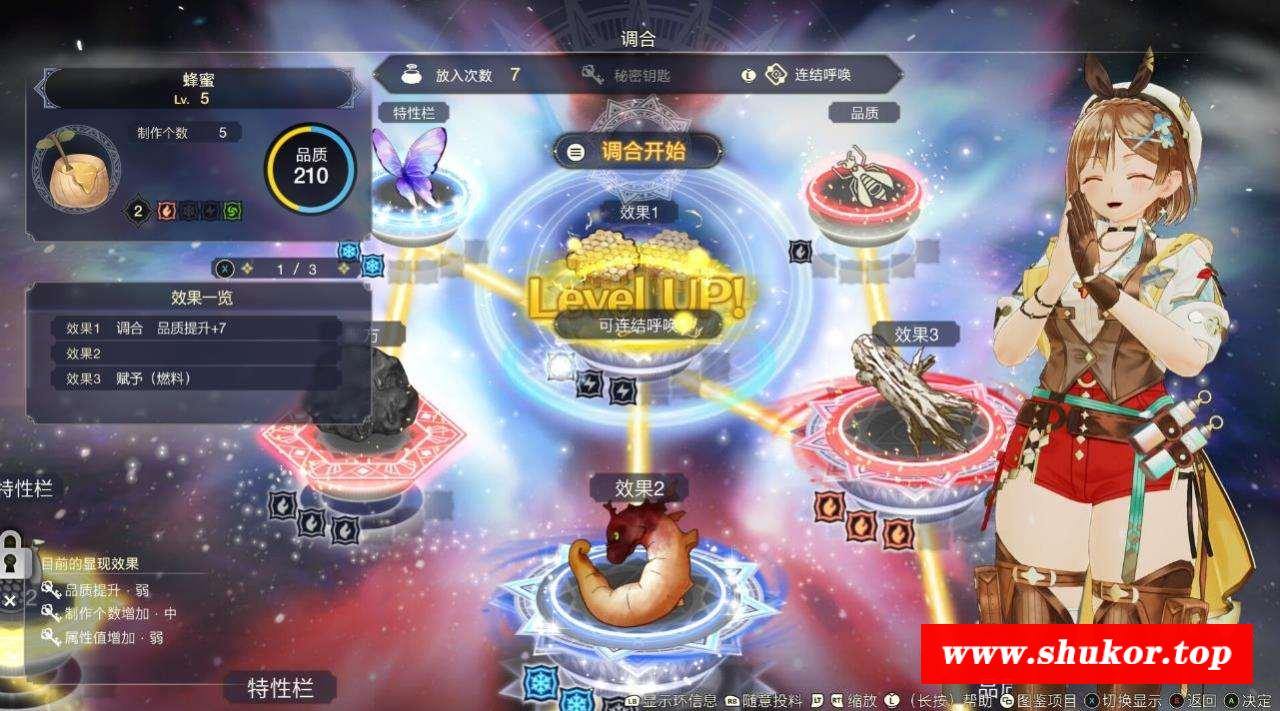 调合
放入次数 7
秘密钥匙
连结呼唤
蜂蜜
Lv. 5
制作个数 5
品质
210
2
特性栏
品质
调合开始
效果1
Level UP!
可连结呼唤
1 / 3
效果一览
效果1 调合 品质提升+7
效果2
效果3 赋予（燃料）
方
效果3
效果2
特性栏
目前的显现效果
品质提升 · 弱
制作个数增加 · 中
属性值增加 · 弱
2
特性栏
www.shukor.top
LB 显示环信息 RB 随意投料 LT RT 缩放 L （长按）帮助 图鉴项目 X 切换显示 B 返回 A 决定